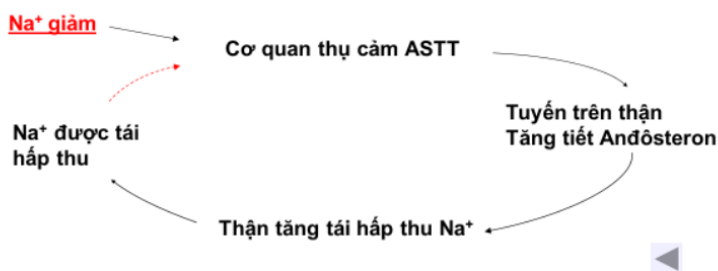 Na⁺ giảm
Cơ quan thụ cảm ASTT
Tuyến trên thận
Tăng tiết Anđôsteron
Thận tăng tái hấp thu Na⁺
Na⁺ được tái
hấp thu